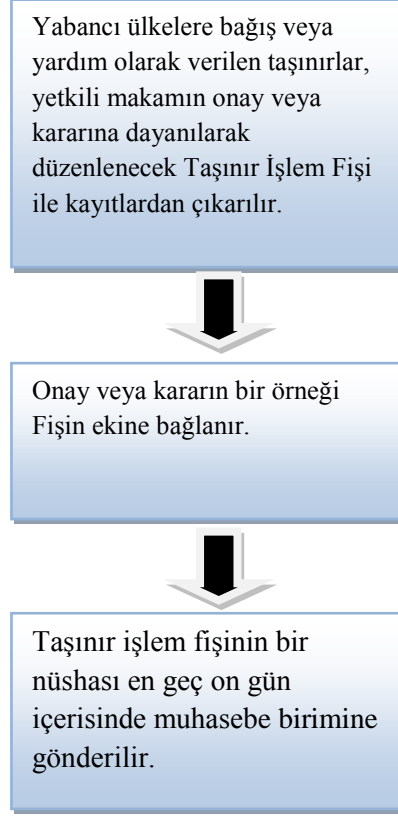 Yabancı ülkelere bağış veya
yardım olarak verilen taşınırlar,
yetkili makamın onay veya
kararına dayanılarak
düzenlenecek Taşınır İşlem Fişi
ile kayıtlardan çıkarılır.
Onay veya kararın bir örneği
Fişin ekine bağlanır.
Taşınır işlem fişinin bir
nüshası en geç on gün
içerisinde muhasebe birimine
gönderilir.